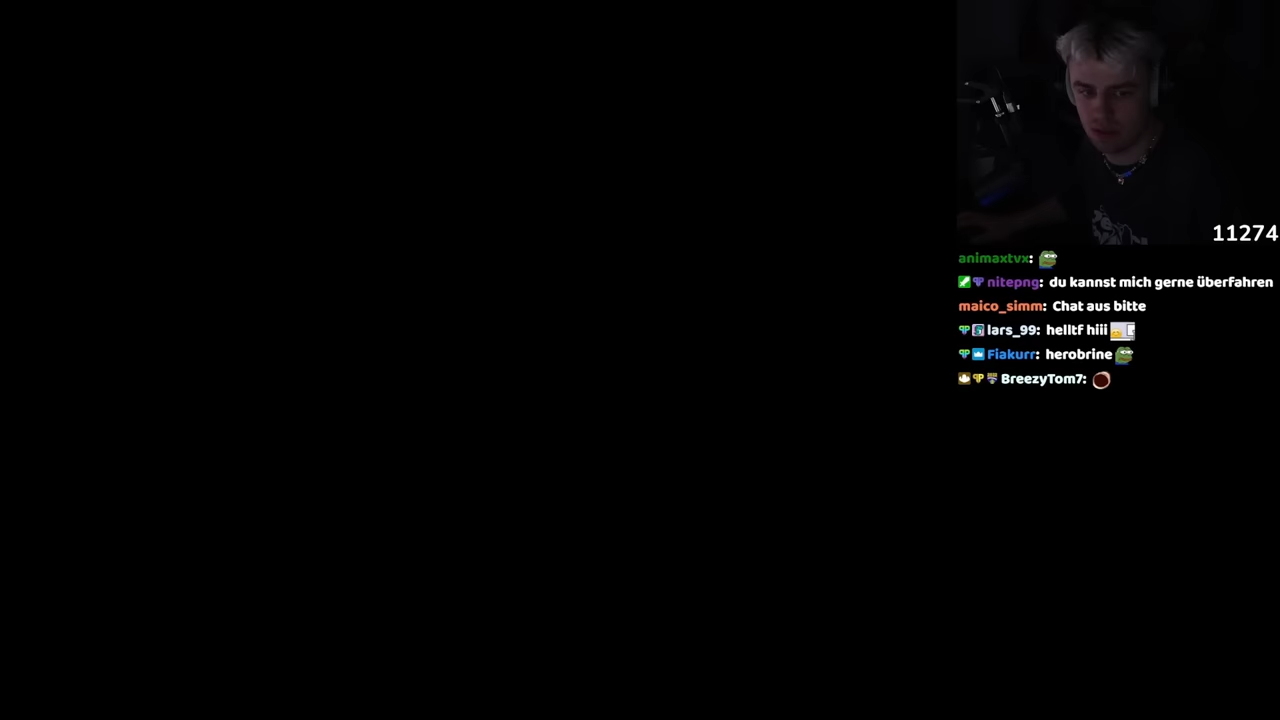 11274
animaxtvx:
nitepng: du kannst mich gerne überfahren
maico_simm: Chat aus bitte
lars_99: helltf hiii
Fiakurr: herobrine
BreezyTom7: